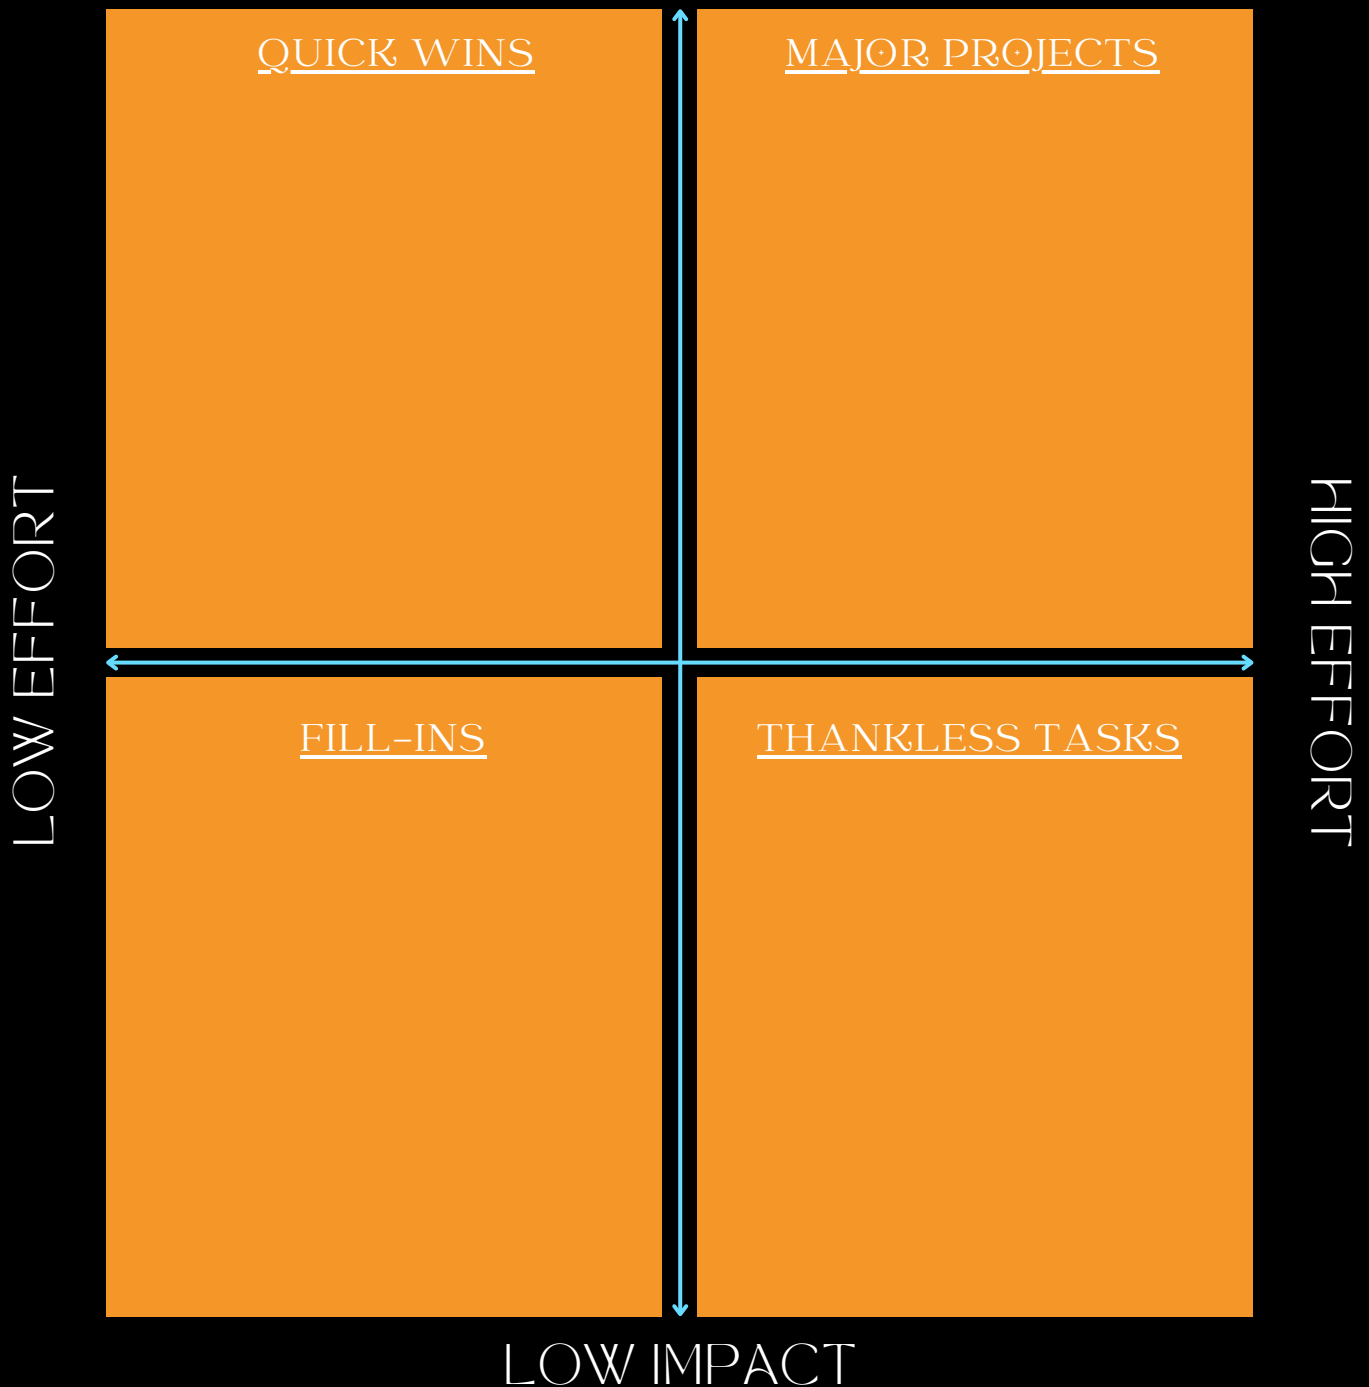 QUICK WINS
MAJOR PROJECTS
LOW EFFORT
HIGH EFFORT
FILL-INS
THANKLESS TASKS
LOW IMPACT